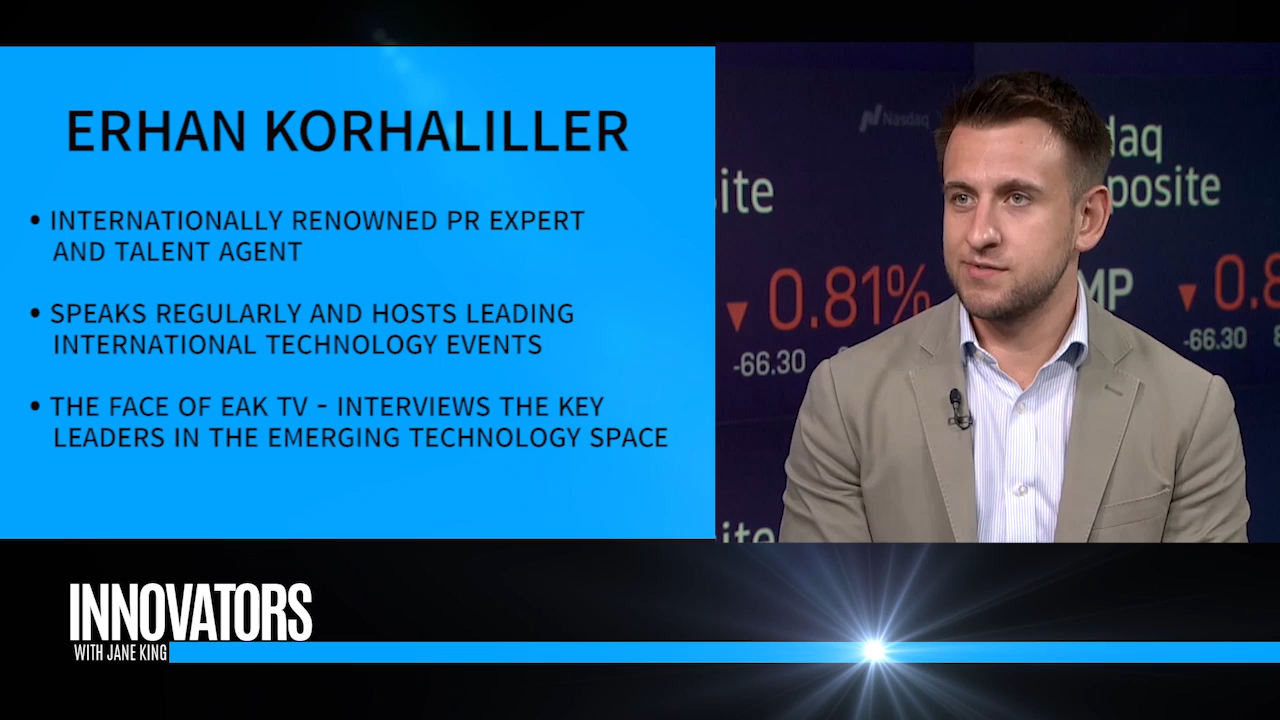 ERHAN KORHALILLER
• INTERNATIONALLY RENOWNED PR EXPERT
AND TALENT AGENT
• SPEAKS REGULARLY AND HOSTS LEADING
INTERNATIONAL TECHNOLOGY EVENTS
• THE FACE OF EAK TV - INTERVIEWS THE KEY
LEADERS IN THE EMERGING TECHNOLOGY SPACE
Nasdaq
daq
ite
posite
▼ 0.81%
MP
▼ 0.8
-66.30
-66.30
ite
INNOVATORS
WITH JANE KING